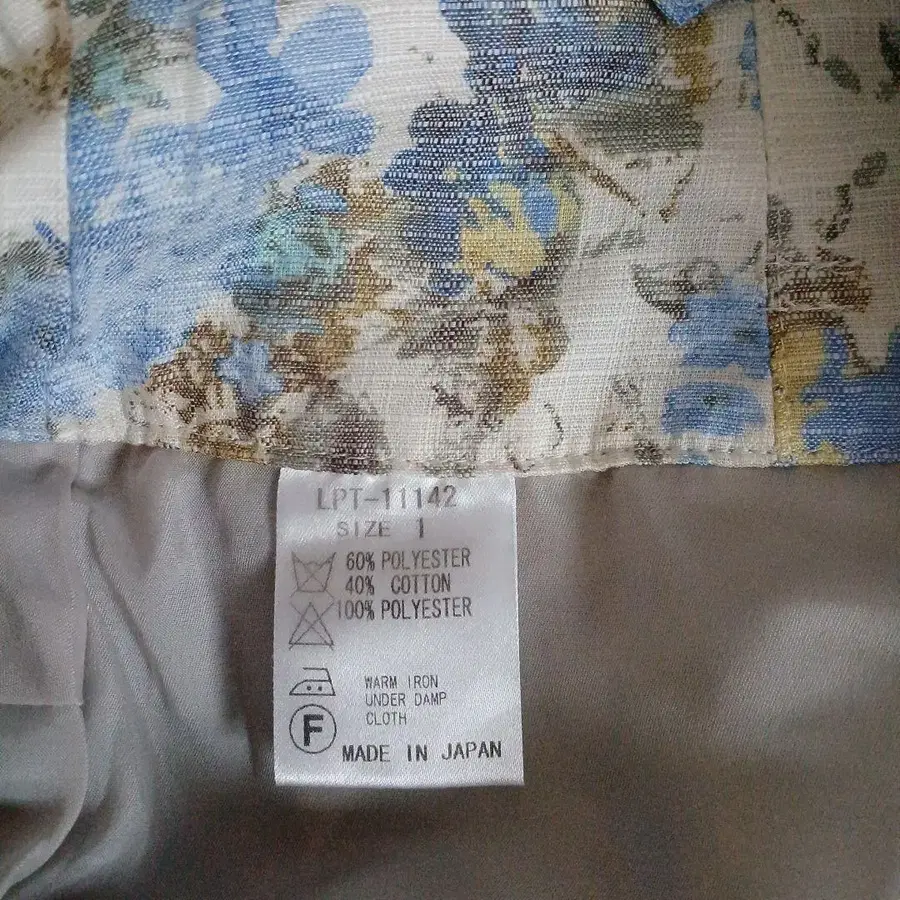 LPT-11142
SIZE 1
60% POLYESTER
40% COTTON
100% POLYESTER
WARM IRON
UNDER DAMP
CLOTH
F
MADE IN JAPAN